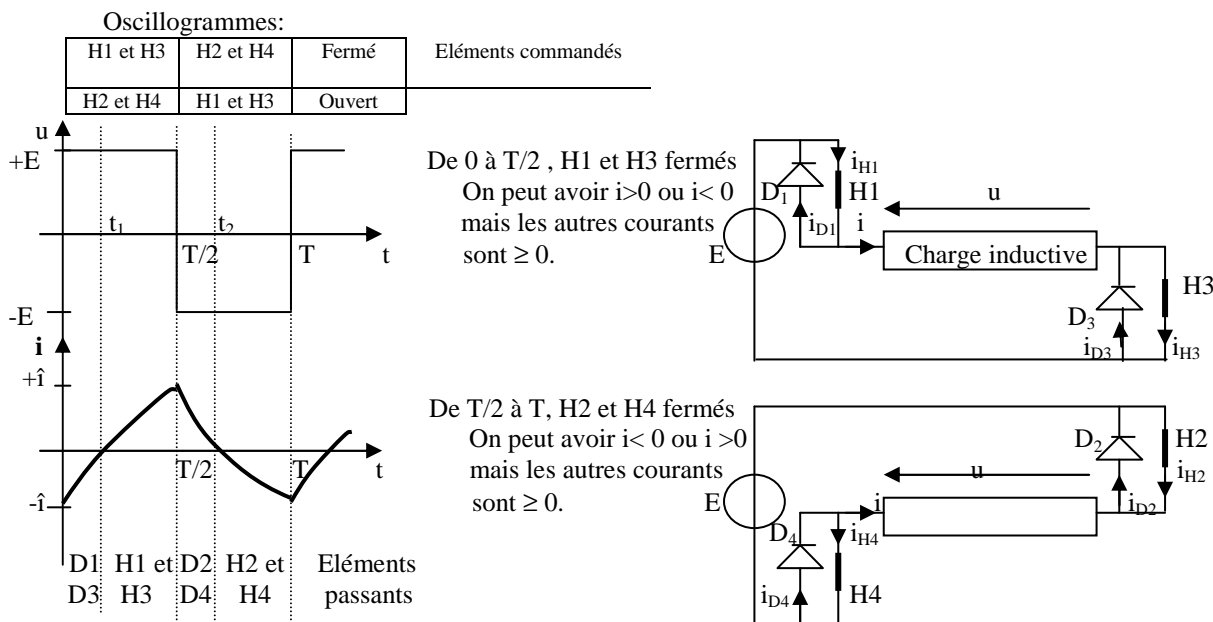 Oscillogrammes:
H1 et H3 H2 et H4 Fermé Eléments commandés
H2 et H4 H1 et H3 Ouvert
u
+E
t1 t2
T/2 T t
-E
i
+î
T/2 T t
-î
D1 H1 et D2 H2 et Eléments
D3 H3 D4 H4 passants
De 0 à T/2 , H1 et H3 fermés
On peut avoir i>0 ou i< 0
mais les autres courants
sont ≥ 0.
iH1
D1 H1
u
iD1 i
E
Charge inductive
H3
D3
iD3 iH3
De T/2 à T, H2 et H4 fermés
On peut avoir i< 0 ou i >0
mais les autres courants
sont ≥ 0.
D2 H2
u
iH2
E i iD2
D4 iH4
iD4 H4